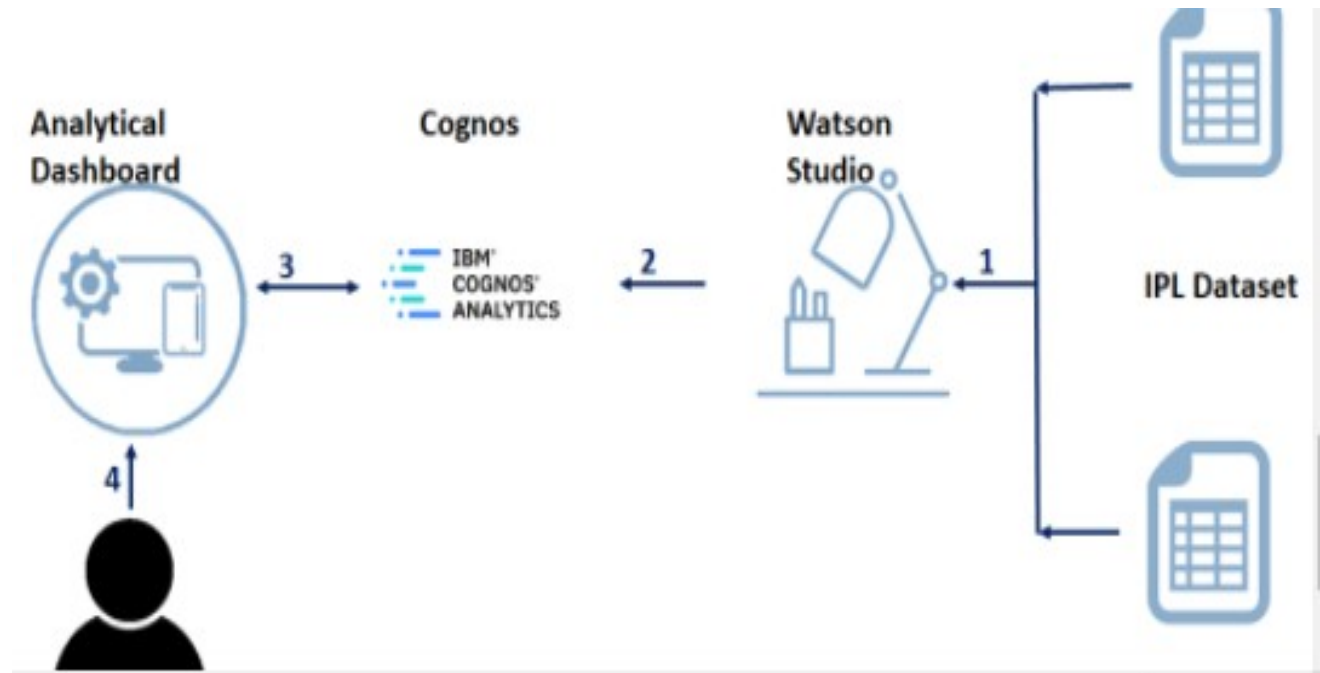 Analytical
Dashboard
Cognos
Watson
Studio
3
IBM®
COGNOS®
ANALYTICS
2
1
IPL Dataset
4